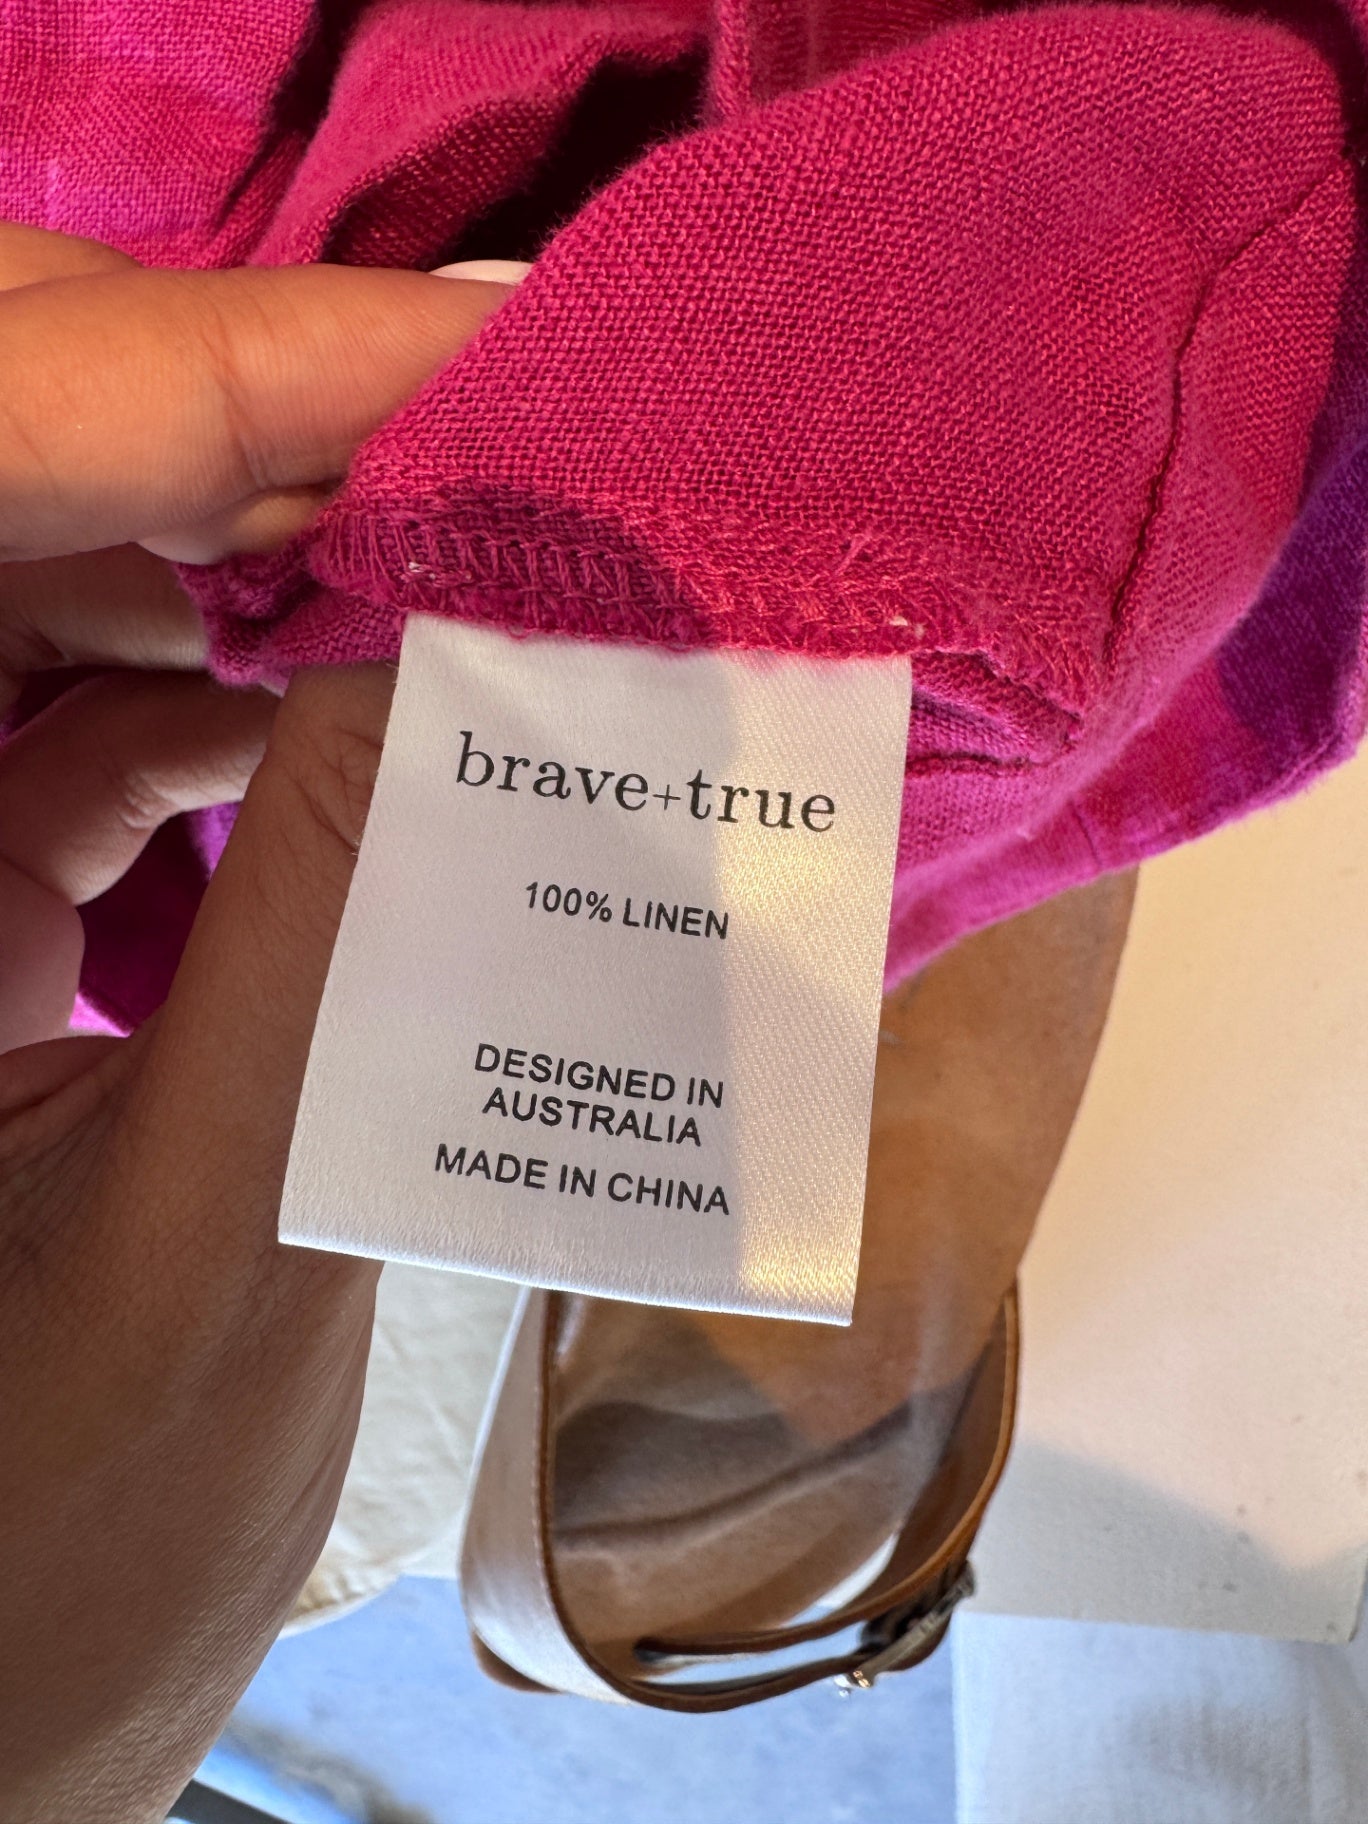 brave+true
100% LINEN
DESIGNED IN
AUSTRALIA
MADE IN CHINA